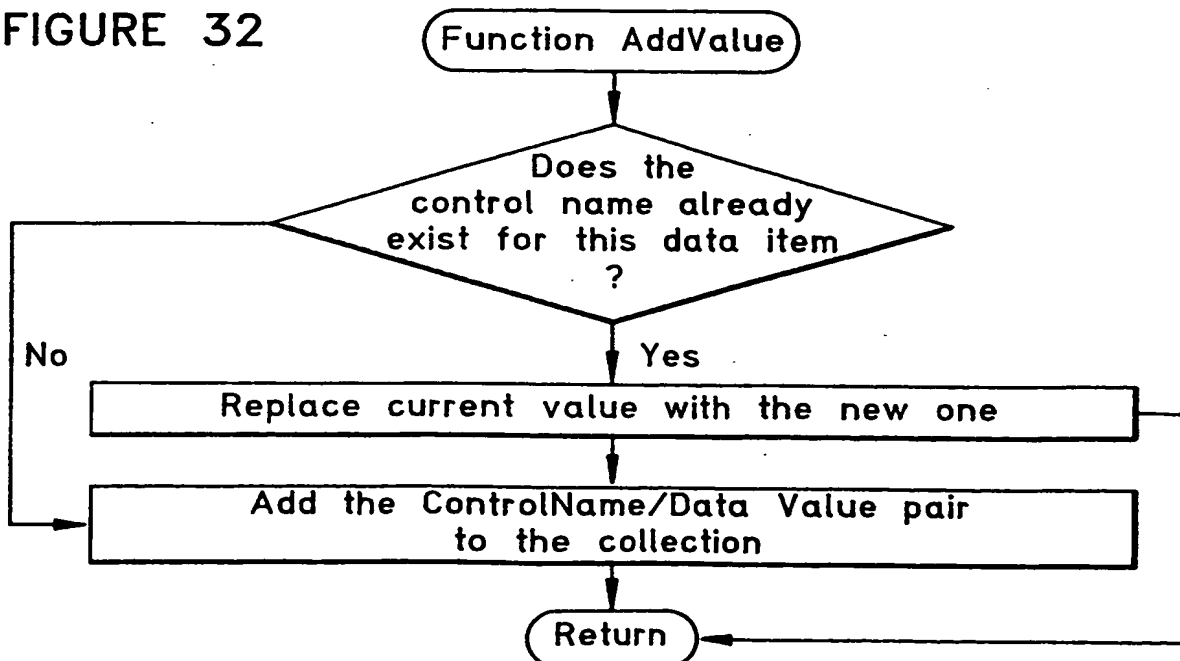 FIGURE 32
Function AddValue
Does the
control name already
exist for this data item
?
No
Yes
Replace current value with the new one
Add the ControlName/Data Value pair
to the collection
Return